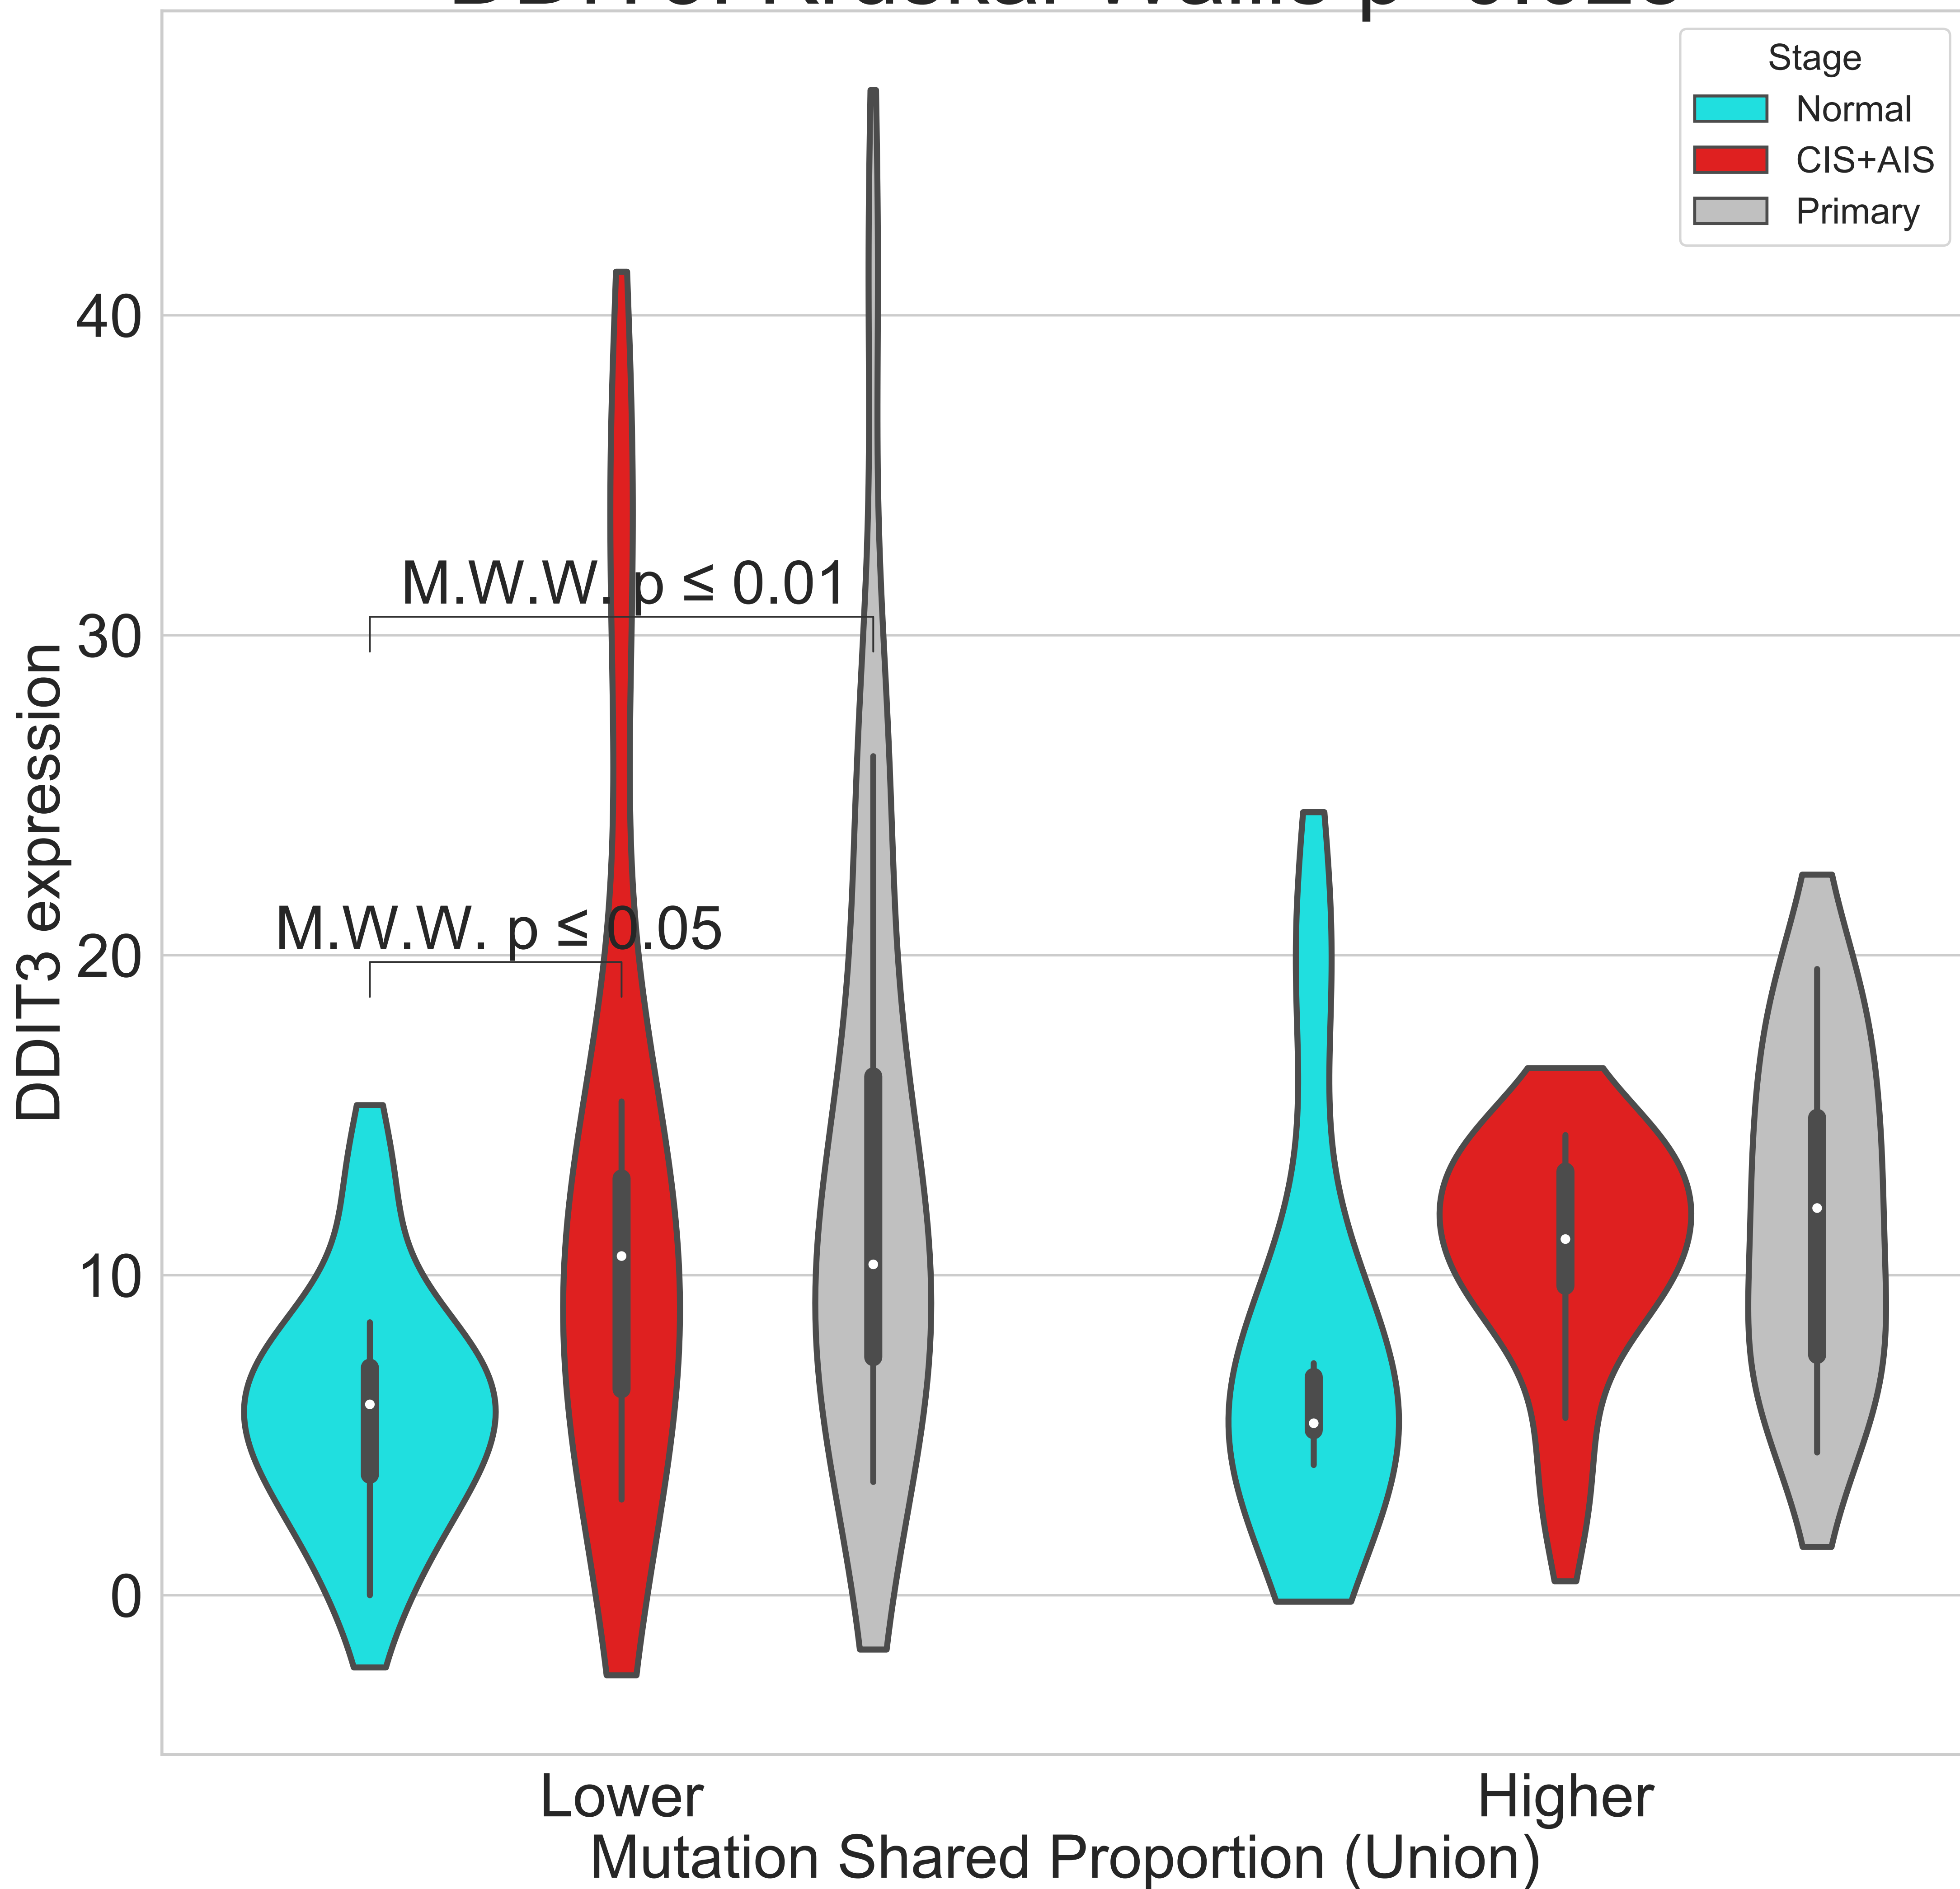 Stage
Normal
CIS+AIS
Primary
40
30
20
10
0
DDIT3 expression
M.W.W. p ≤ 0.01
M.W.W. p ≤ 0.05
Lower
Higher
Mutation Shared Proportion (Union)